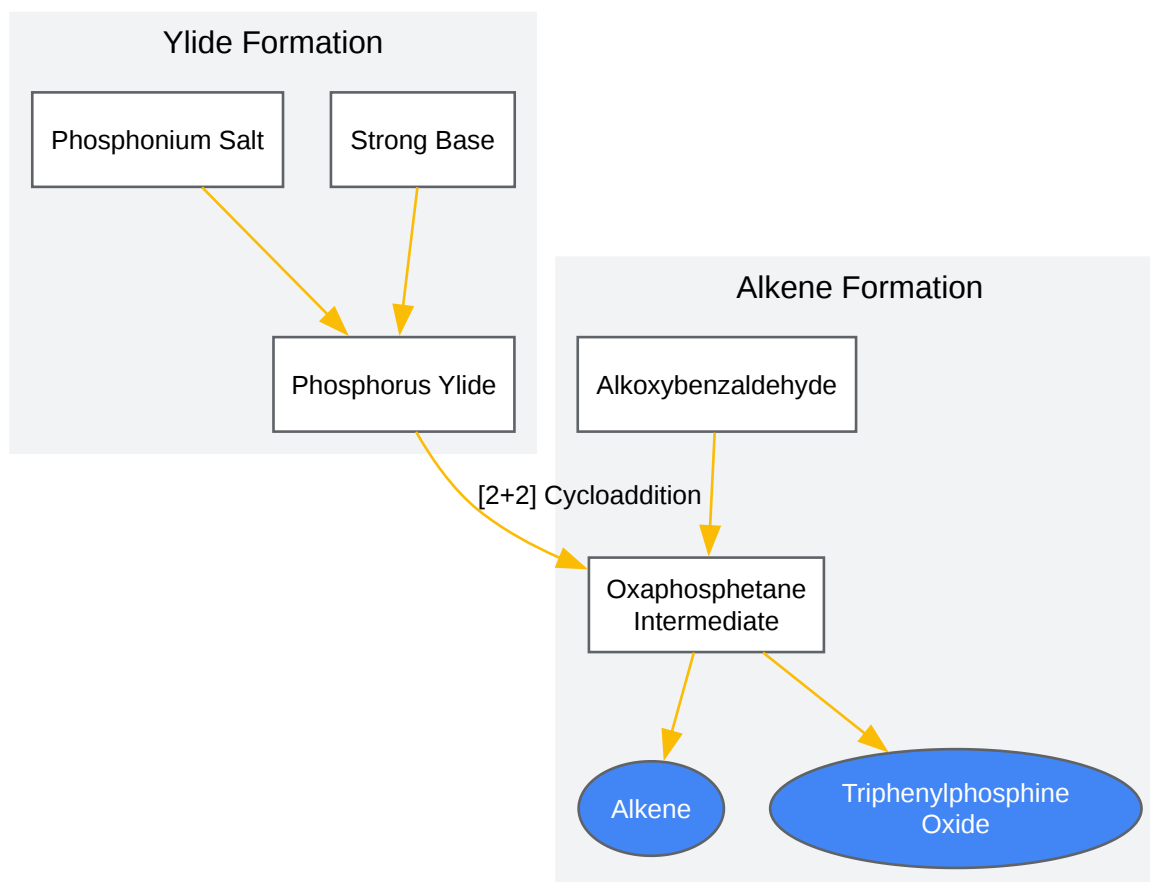 Ylide Formation
Phosphonium Salt
Strong Base
Phosphorus Ylide
Alkene Formation
Alkoxybenzaldehyde
[2+2] Cycloaddition
Oxaphosphetane
Intermediate
Alkene
Triphenylphosphine
Oxide